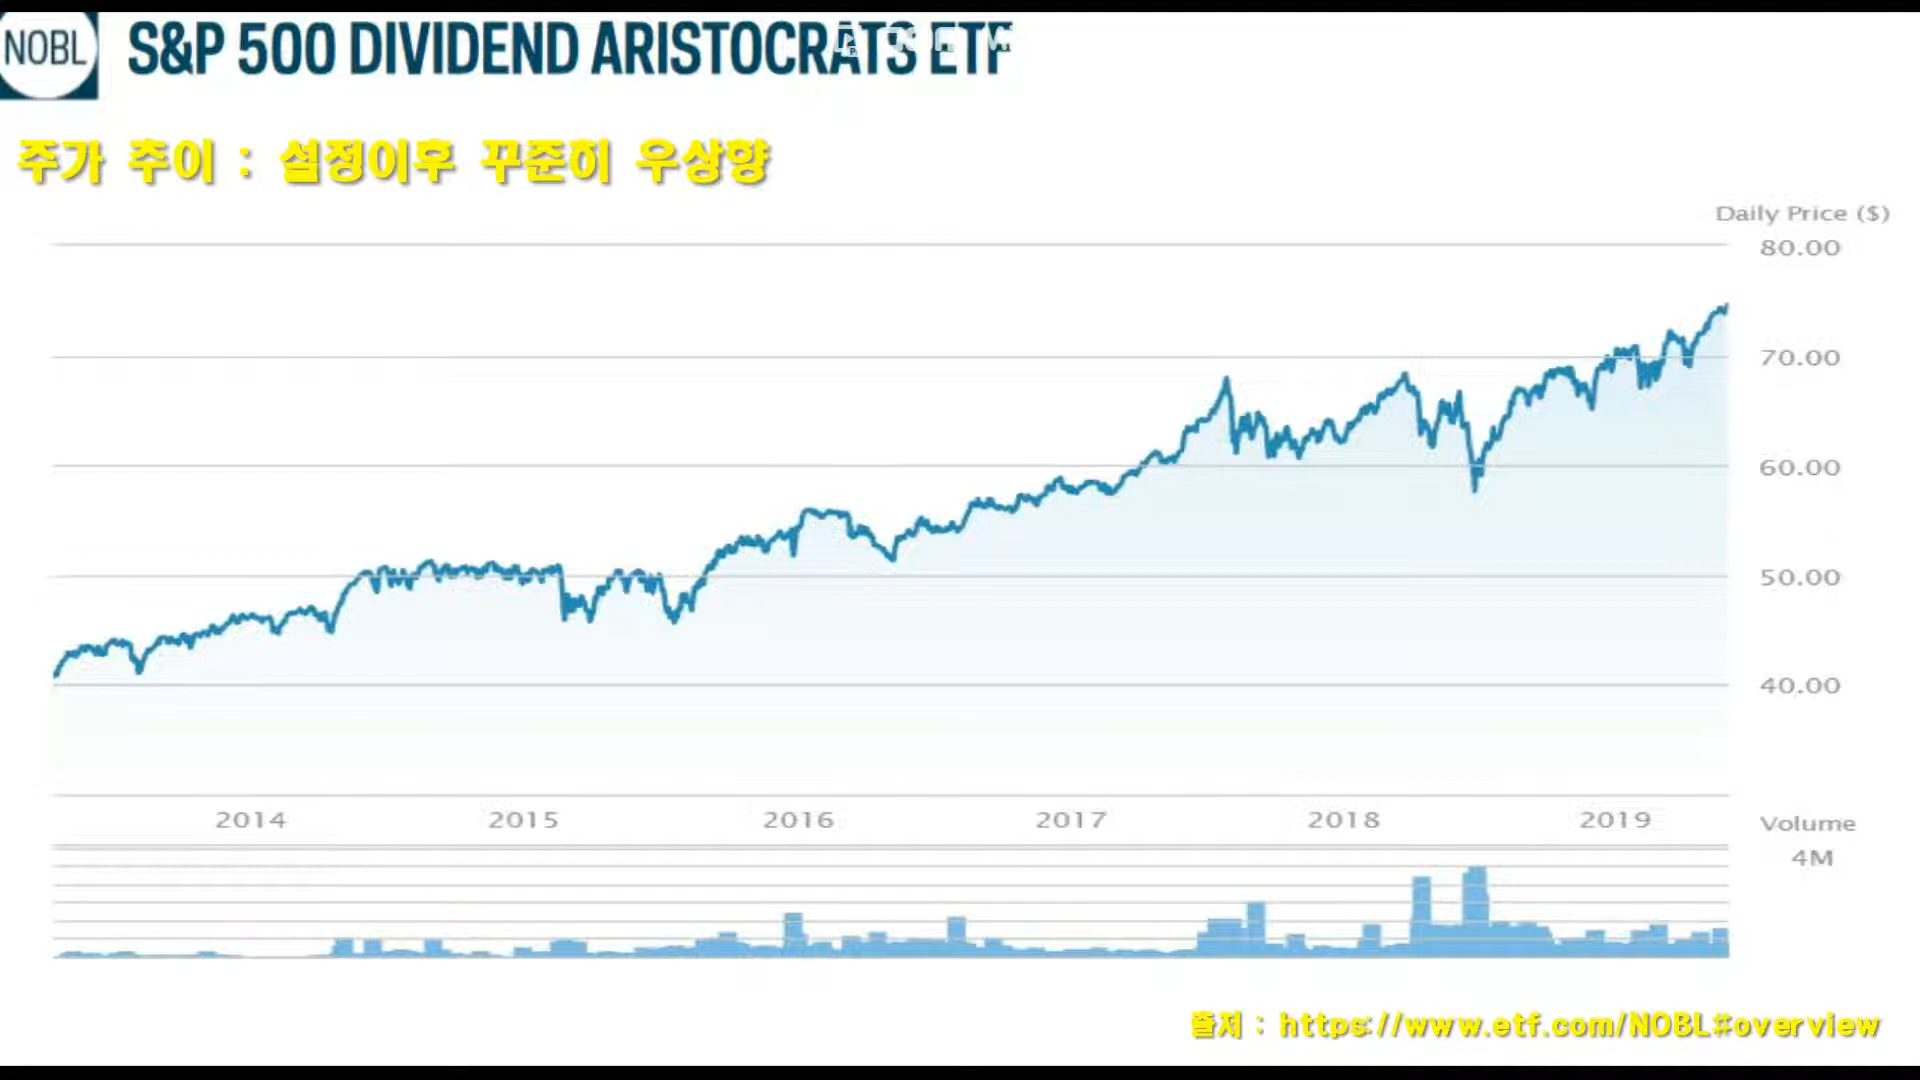 NOBL S&P 500 DIVIDEND ARISTOCRATS ETF
주가 추이 : 설정이후 꾸준히 우상향
Daily Price ($)
80.00
70.00
60.00
50.00
40.00
2014 2015 2016 2017 2018 2019
Volume
4M
출처 : https://www.etf.com/NOBL#overview